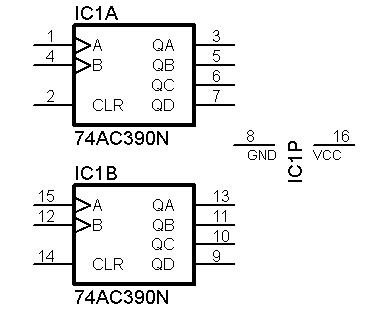 IC1A
1 A QA 3
4 B QB 5
QC 6
2 CLR QD 7
74AC390N
8 GND IC1P 16 VCC
IC1B
15 A QA 13
12 B QB 11
QC 10
14 CLR QD 9
74AC390N